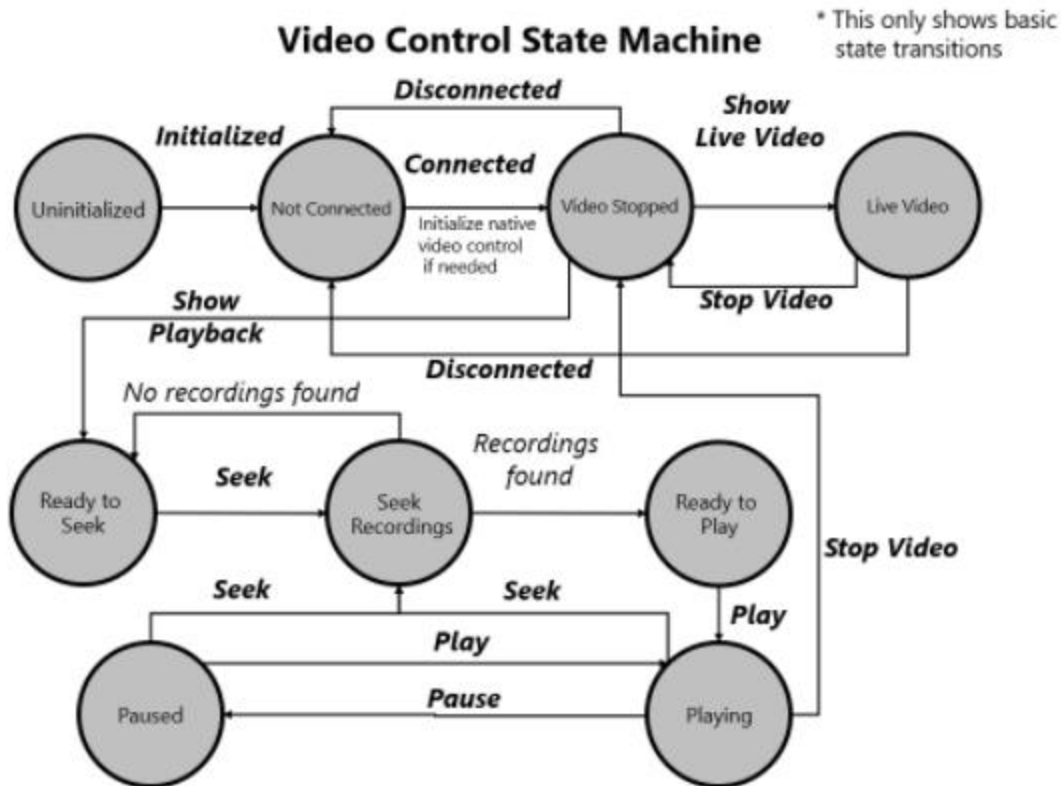 Video Control State Machine
* This only shows basic
state transitions
Disconnected
Show
Live Video
Initialized
Connected
Uninitialized
Not Connected
Video Stopped
Live Video
Initialize native
video control
if needed
Show
Playback
Stop Video
Disconnected
No recordings found
Recordings
found
Seek
Ready to
Seek
Seek
Recordings
Ready to
Play
Stop Video
Seek
Seek
Play
Play
Pause
Paused
Playing